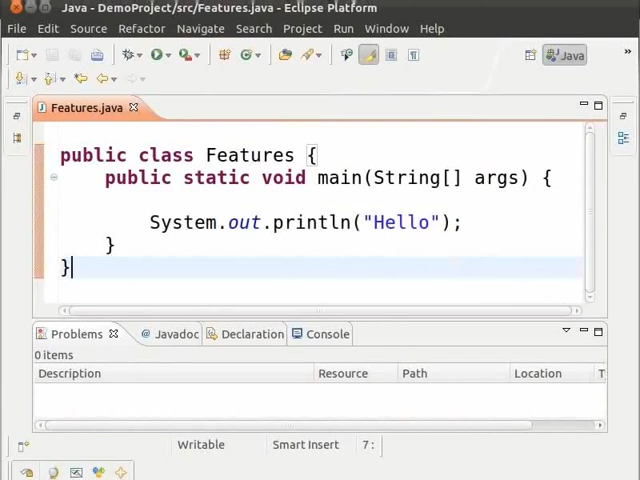 Java - DemoProject/src/Features.java - Eclipse Platform
File Edit Source Refactor Navigate Search Project Run Window Help
Java »
Features.java
public class Features {
public static void main(String[] args) {
System.out.println("Hello");
}
}
Problems @ Javadoc Declaration Console
0 items
Description Resource Path Location T
Writable Smart Insert 7 :